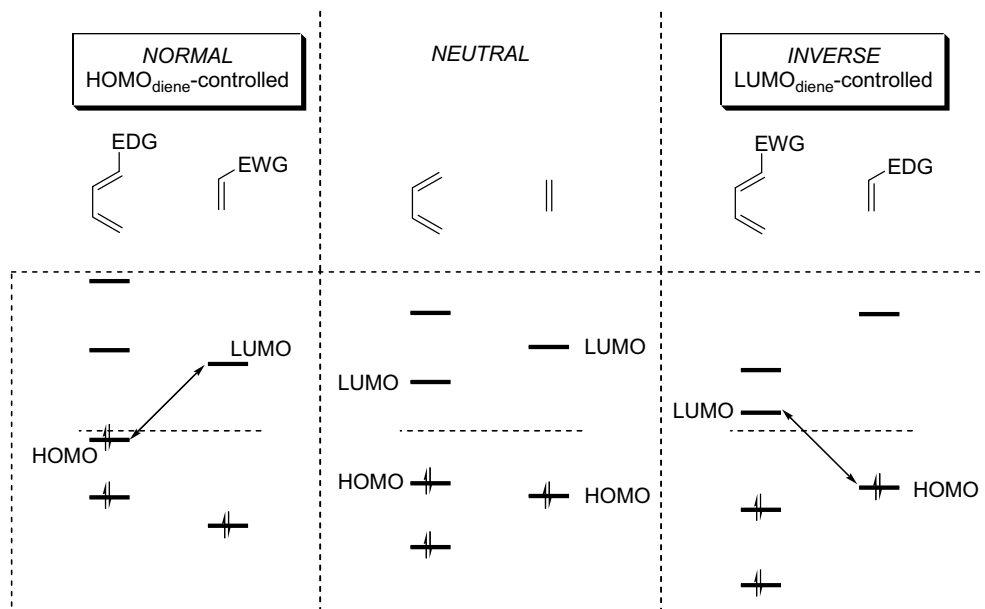 NORMAL
HOMOdiene-controlled
NEUTRAL
INVERSE
LUMOdiene-controlled
EDG
EWG
EWG
EDG
LUMO
HOMO
LUMO
LUMO
HOMO
HOMO
LUMO
HOMO